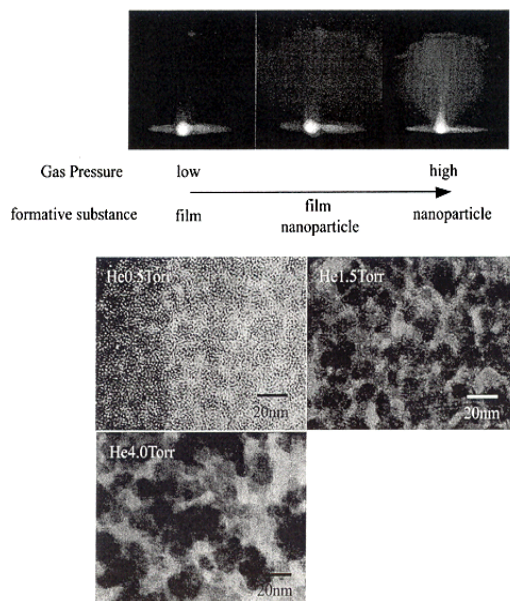 Gas Pressure low high
formative substance film film nanoparticle nanoparticle
He0.5Torr
20nm
He1.5Torr
20nm
He4.0Torr
20nm